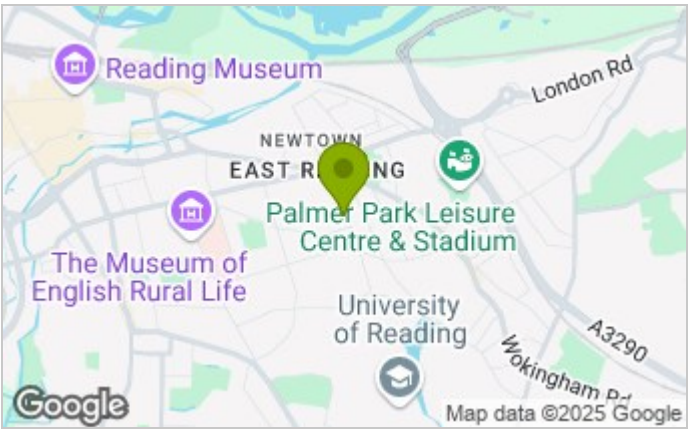 Reading Museum
London Rd
NEWTOWN
EAST R NG
Palmer Park Leisure
Centre & Stadium
The Museum of
English Rural Life
University
of Reading
A3290
Wokingham Rd
Google
Map data ©2025 Google